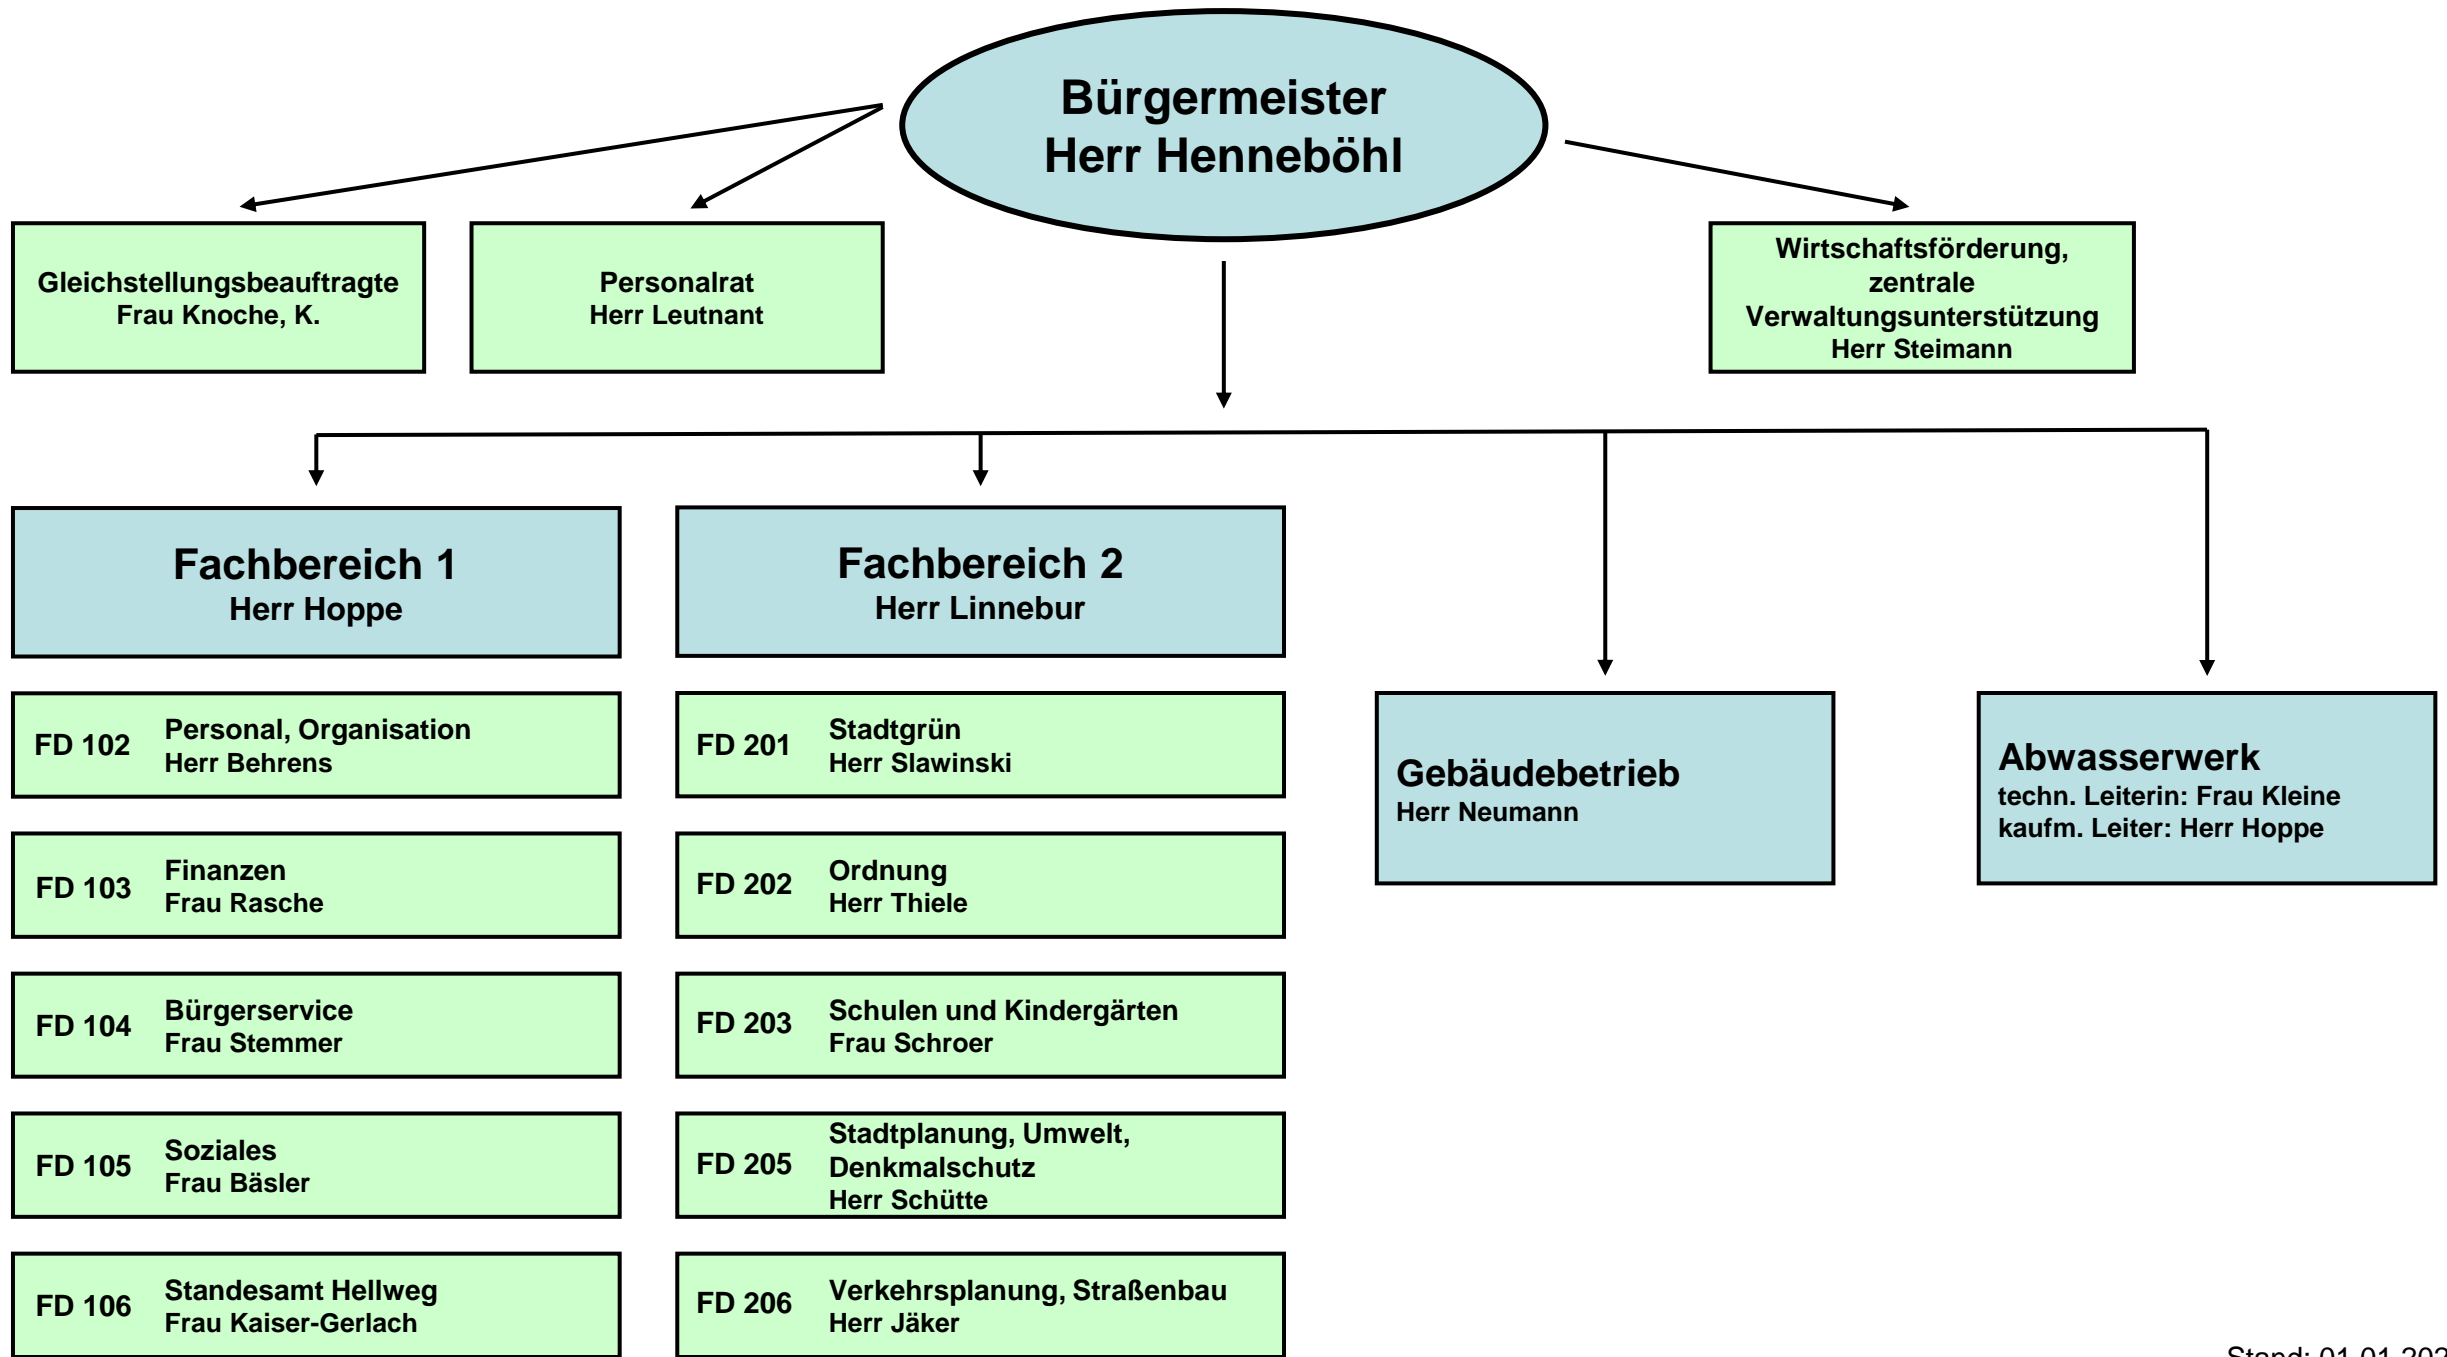 Bürgermeister
Herr Henneböhl
Gleichstellungsbeauftragte
Frau Knoche, K.
Personalrat
Herr Leutnant
Wirtschaftsförderung,
zentrale
Verwaltungsunterstützung
Herr Steimann
Fachbereich 1
Herr Hoppe
FD 102
Personal, Organisation
Herr Behrens
FD 103
Finanzen
Frau Rasche
FD 104
Bürgerservice
Frau Stemmer
FD 105
Soziales
Frau Bäsler
FD 106
Standesamt Hellweg
Frau Kaiser-Gerlach
Fachbereich 2
Herr Linnebur
FD 201
Stadtgrün
Herr Slawinski
FD 202
Ordnung
Herr Thiele
FD 203
Schulen und Kindergärten
Frau Schroer
FD 205
Stadtplanung, Umwelt,
Denkmalschutz
Herr Schütte
FD 206
Verkehrsplanung, Straßenbau
Herr Jäker
Gebäudebetrieb
Herr Neumann
Abwasserwerk
techn. Leiterin: Frau Kleine
kaufm. Leiter: Herr Hoppe
Stand: